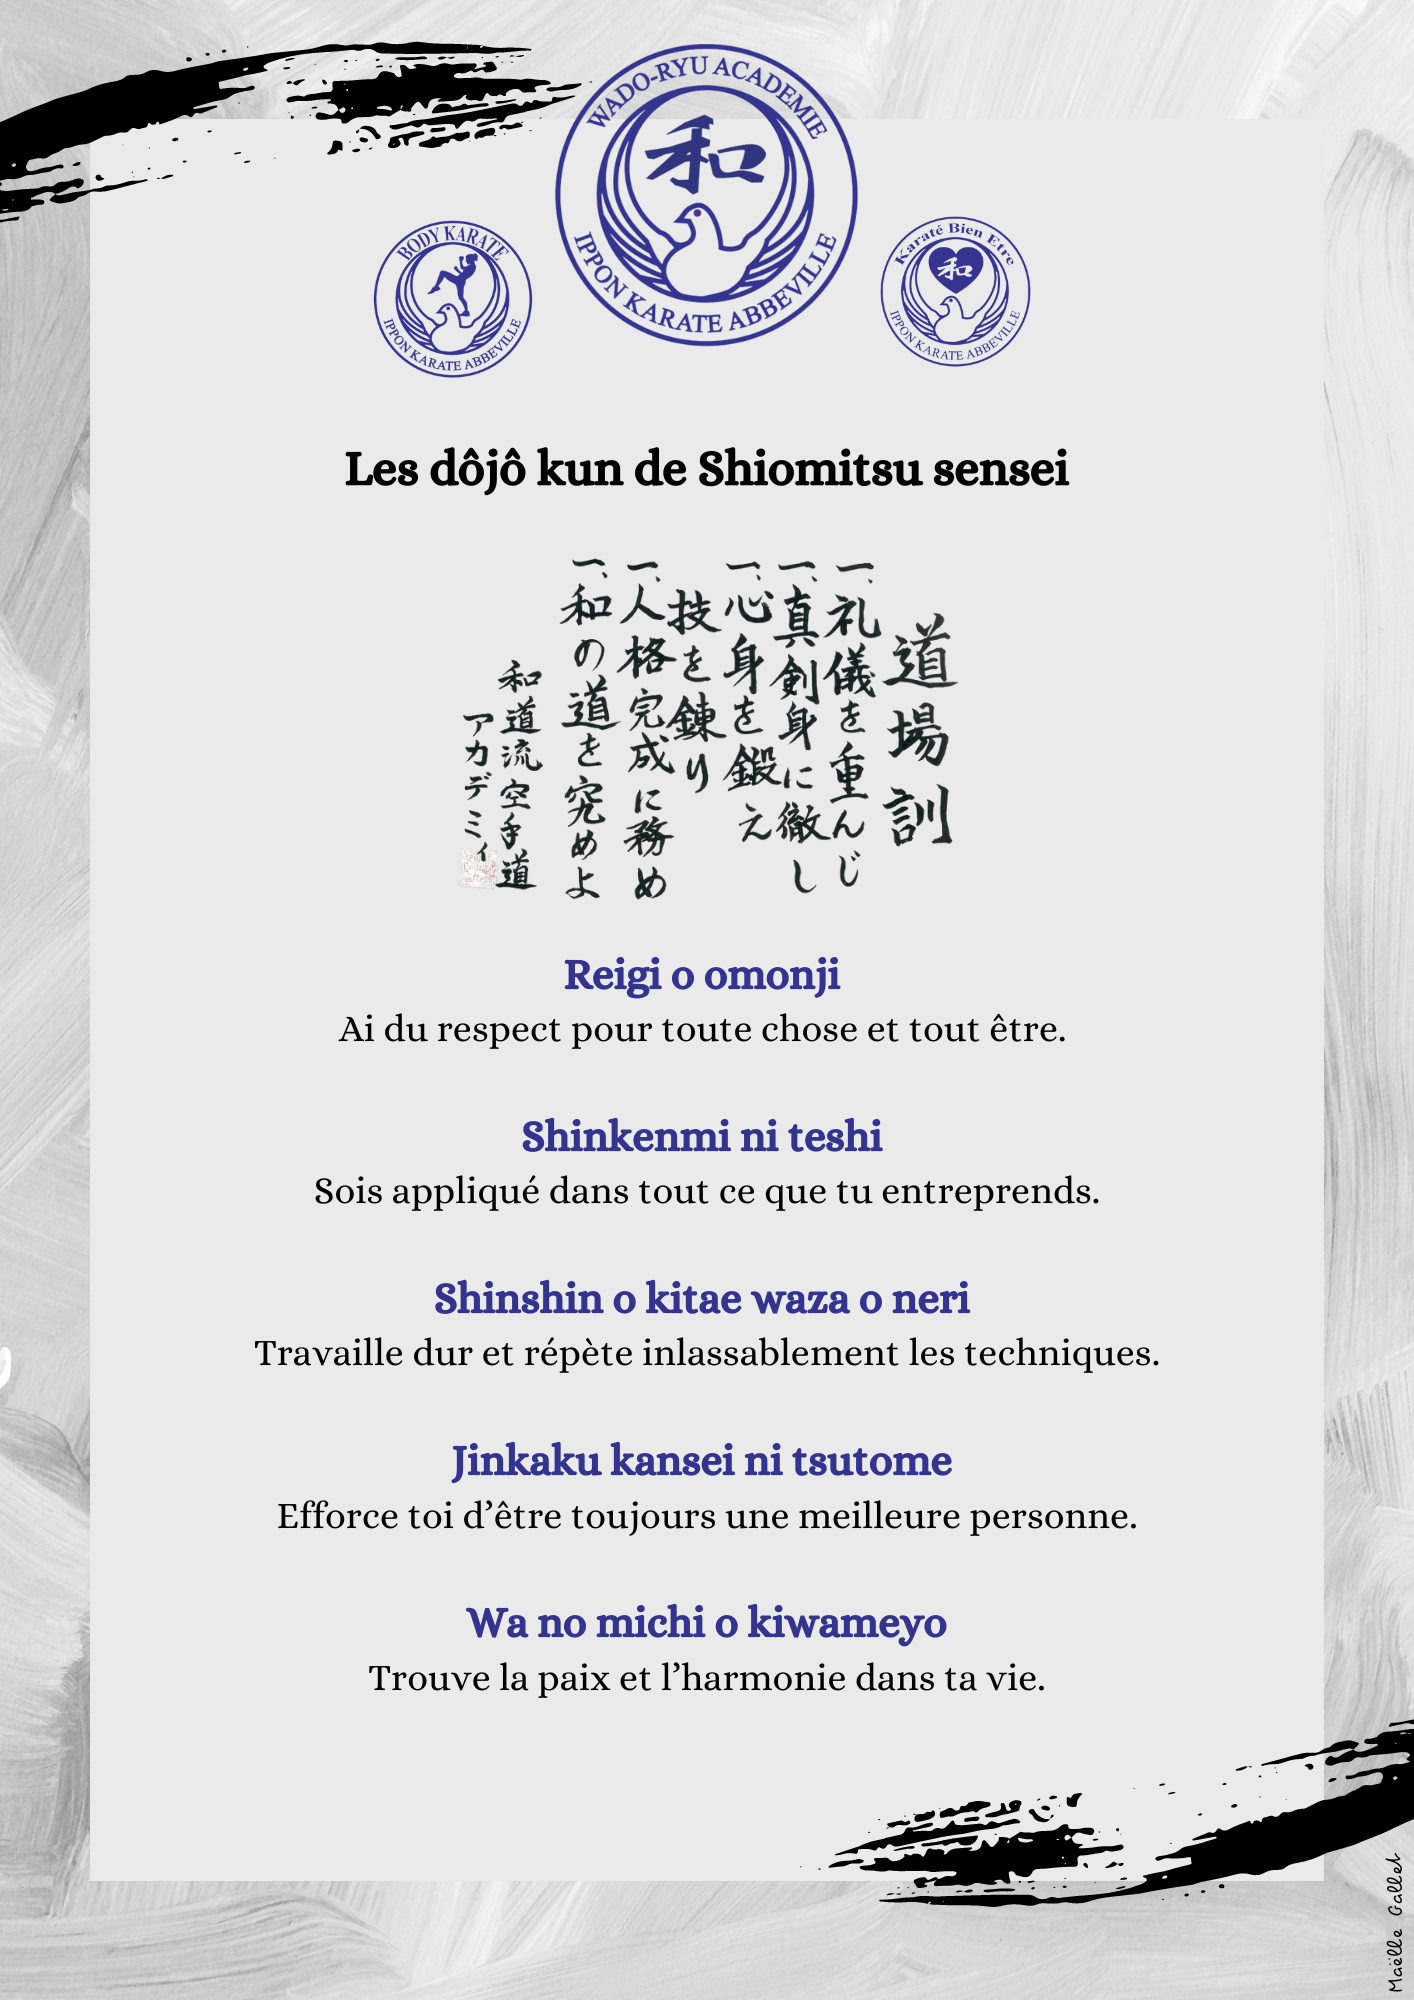 WADO-RYU ACADEMIE
和
IPPON KARATE ABBEVILLE
BODY KARATE
IPPON KARATE ABBEVILLE
Karaté Bien Etre
和
IPPON KARATE ABBEVILLE
Les dôjô kun de Shiomitsu sensei
道場訓
一、礼儀を重んじ
一、真剣身に徹し
一、心身を鍛え
技を錬り
一、人格完成に務め
一、和の道を究めよ
和道流空手道
アカデミィ
Reigi o omonji
Ai du respect pour toute chose et tout être.
Shinkenmi ni teshi
Sois appliqué dans tout ce que tu entreprends.
Shinshin o kitae waza o neri
Travaille dur et répète inlassablement les techniques.
Jinkaku kansei ni tsutome
Efforce toi d’être toujours une meilleure personne.
Wa no michi o kiwameyo
Trouve la paix et l’harmonie dans ta vie.
Maëlle Gallet